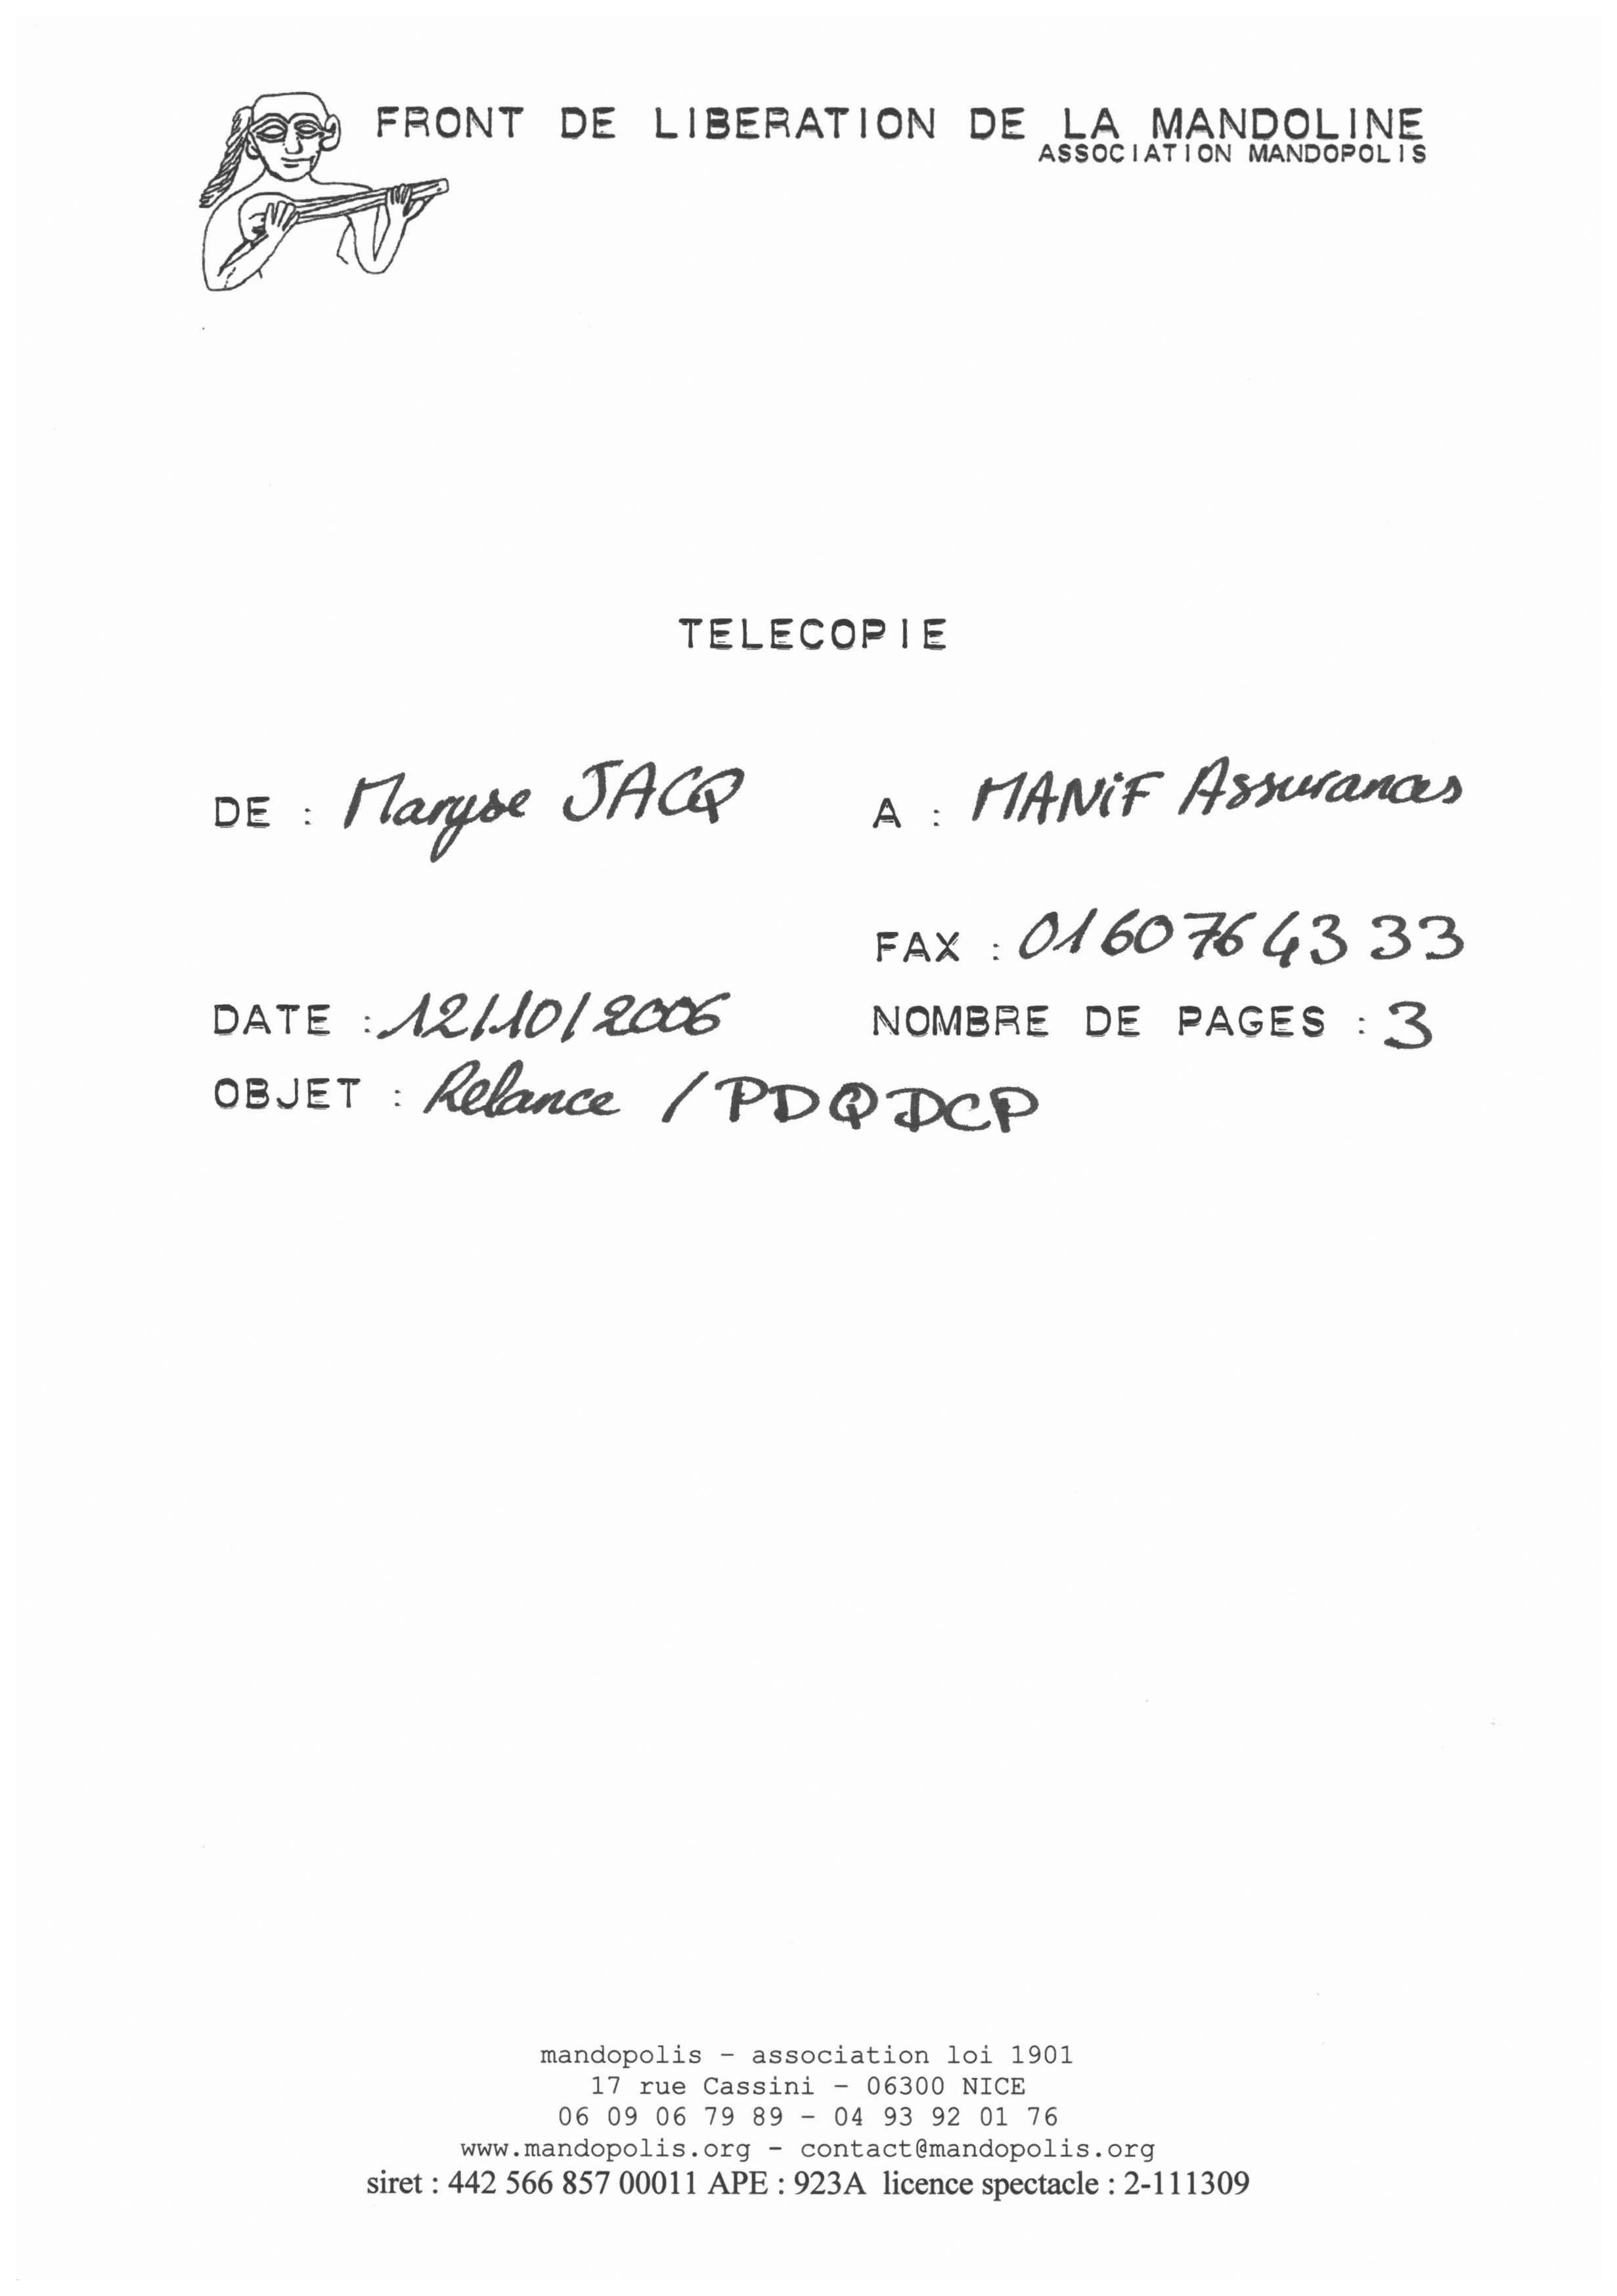 FRONT DE LIBERATION DE LA MANDOLINE
ASSOCIATION MANDOPOLIS
TELECOPIE
DE : Maryse JACQ A : MANIF Assurances
FAX : 01 60 76 43 33
DATE : 12/10/2006 NOMBRE DE PAGES : 3
OBJET : Relance / PDQDCP
mandopolis - association loi 1901
17 rue Cassini - 06300 NICE
06 09 06 79 89 - 04 93 92 01 76
www.mandopolis.org - contact@mandopolis.org
siret : 442 566 857 00011 APE : 923A licence spectacle : 2-111309